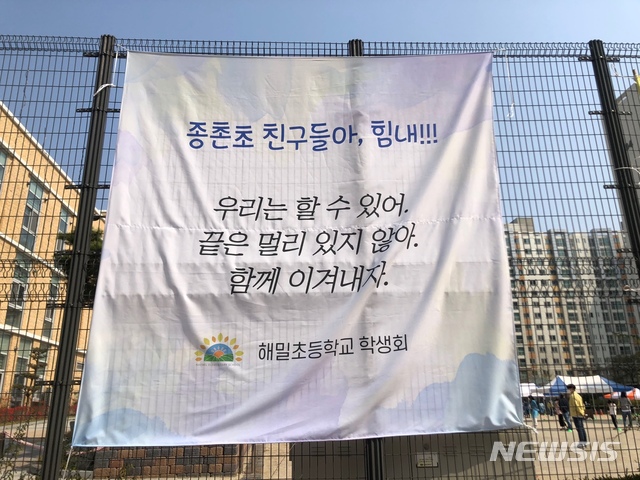 종촌초 친구들아, 힘내!!!
우리는 할 수 있어.
끝은 멀리 있지 않아.
함께 이겨내자.
해밀초등학교 학생회
NEWSIS